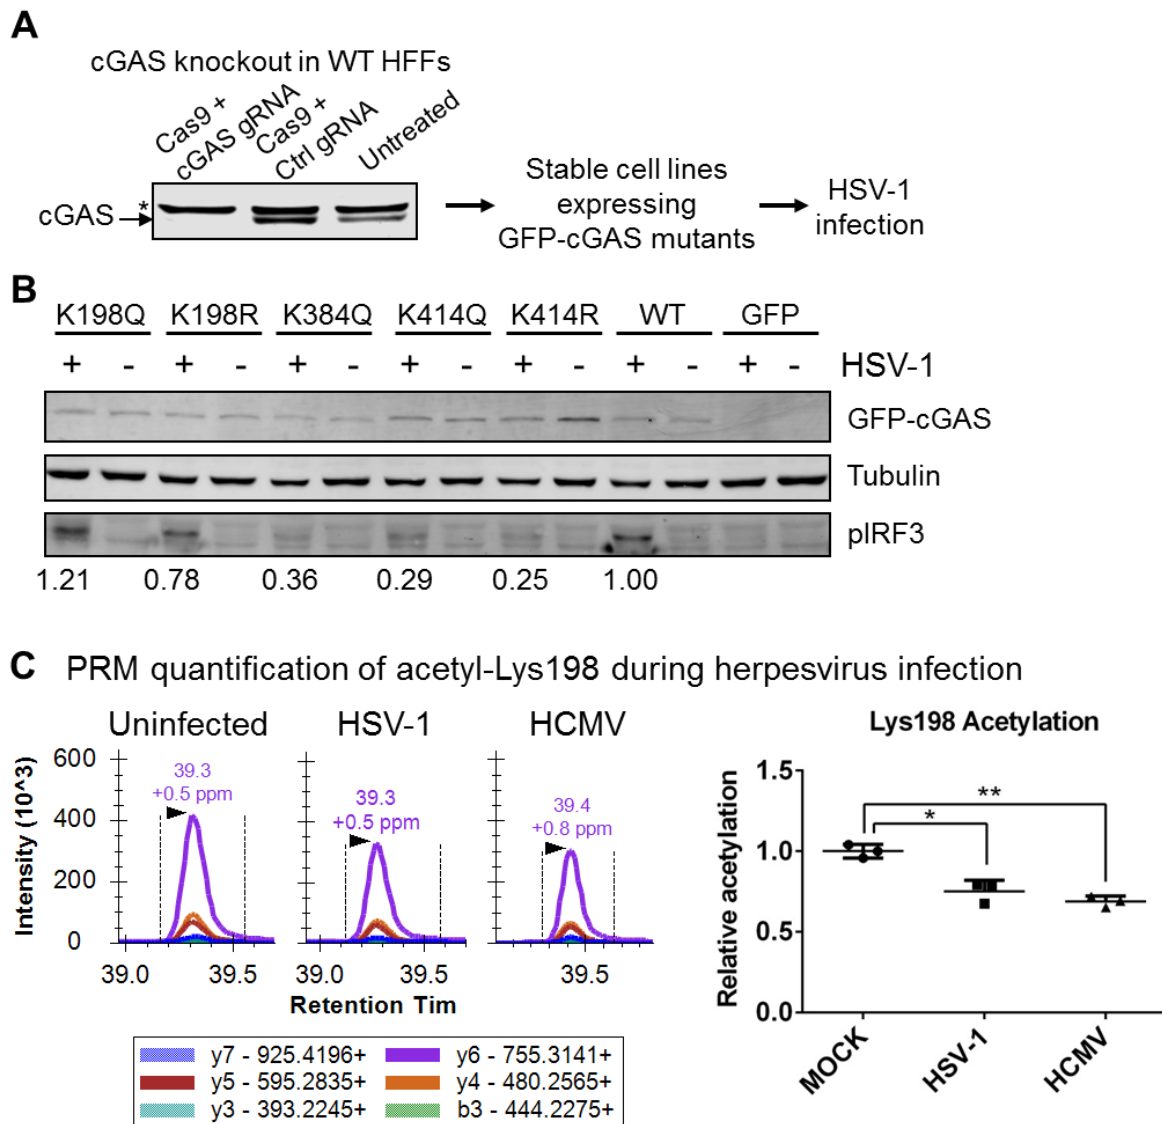 A
cGAS knockout in WT HFFs
Cas9 +
cGAS gRNA
Cas9 +
Ctrl gRNA
Untreated
*
cGAS
Stable cell lines
expressing
GFP-cGAS mutants
HSV-1
infection
B
K198Q K198R K384Q K414Q K414R WT GFP
+ - + - + - + - + - + - + - HSV-1
GFP-cGAS
Tubulin
pIRF3
1.21 0.78 0.36 0.29 0.25 1.00
C PRM quantification of acetyl-Lys198 during herpesvirus infection
Uninfected HSV-1 HCMV
Intensity (10^3)
600
400
200
0
39.3
+0.5 ppm
39.3
+0.5 ppm
39.4
+0.8 ppm
39.0 39.5 39.0 39.5 39.5
Retention Tim
y7 - 925.4196+ y6 - 755.3141+
y5 - 595.2835+ y4 - 480.2565+
y3 - 393.2245+ b3 - 444.2275+
Lys198 Acetylation
Relative acetylation
1.5
1.0
0.5
0.0
**
*
MOCK
HSV-1
HCMV